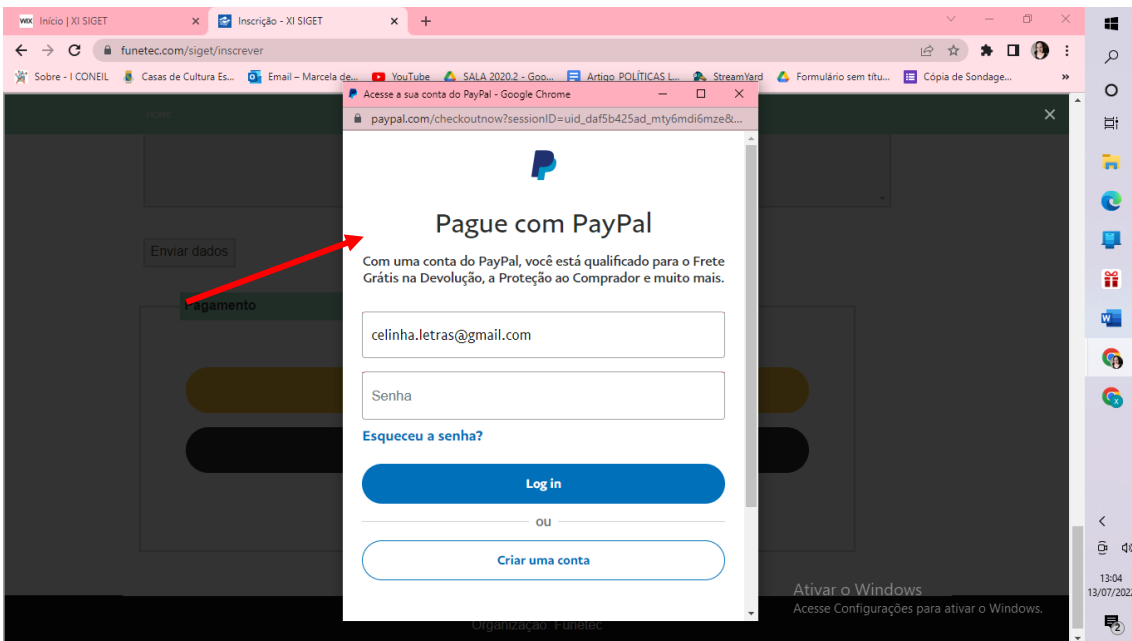 WIX Início | XI SIGET
Inscrição - XI SIGET
funetec.com/siget/inscrever
Sobre - I CONEIL
Casas de Cultura Es...
Email – Marcela de...
YouTube
SALA 2020.2 - Goo...
Artigo POLÍTICAS L...
StreamYard
Formulário sem títu...
Cópia de Sondage...
»
Acesse a sua conta do PayPal - Google Chrome
paypal.com/checkoutnow?sessionID=uid_daf5b425ad_mty6mdi6mze&...
HOME
Pague com PayPal
Enviar dados
Com uma conta do PayPal, você está qualificado para o Frete
Grátis na Devolução, a Proteção ao Comprador e muito mais.
Pagamento
celinha.letras@gmail.com
Senha
Esqueceu a senha?
Log in
ou
Criar uma conta
Ativar o Windows
Acesse Configurações para ativar o Windows.
Organização: Funetec
13:04
13/07/2022
2